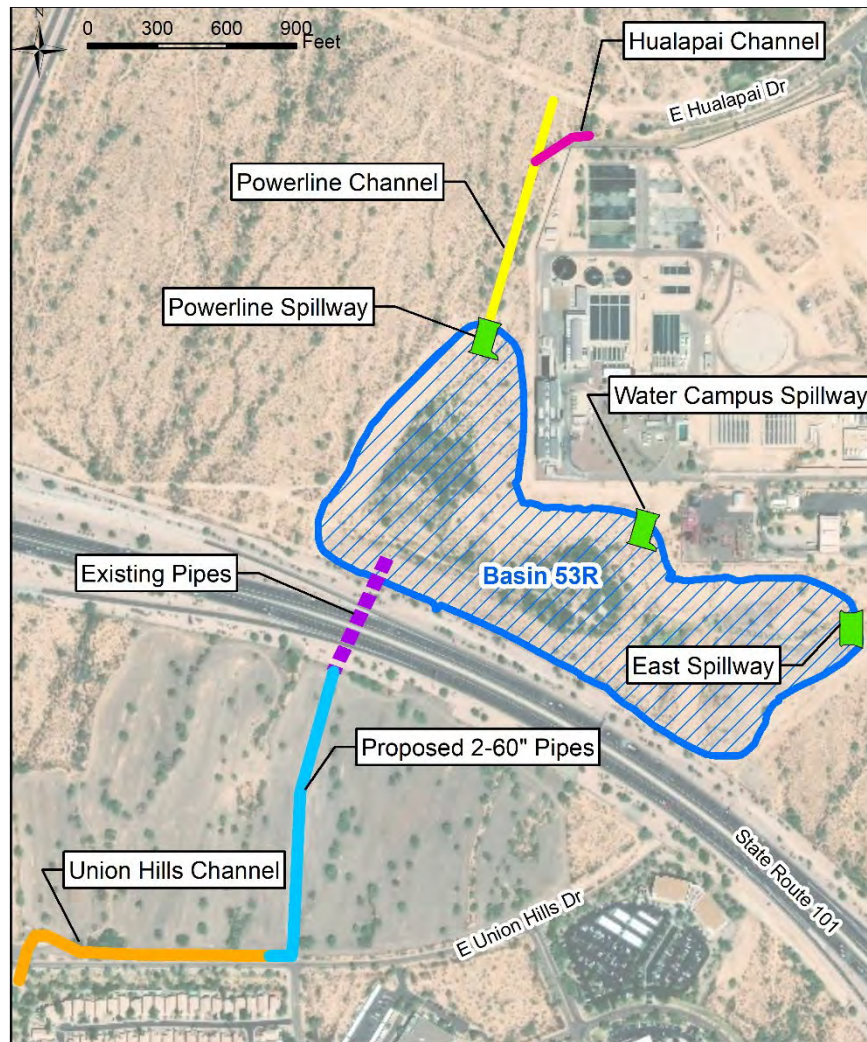 N
0 300 600 900
Feet
Hualapai Channel
E Hualapai Dr
Powerline Channel
Powerline Spillway
Water Campus Spillway
Existing Pipes
Basin 53R
East Spillway
Proposed 2-60" Pipes
State Route 101
Union Hills Channel
E Union Hills Dr